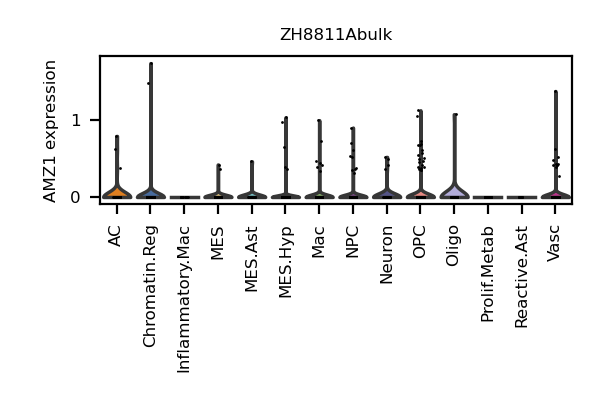 ZH8811Abulk
AMZ1 expression
1
0
AC
Chromatin.Reg
Inflammatory.Mac
MES
MES.Ast
MES.Hyp
Mac
NPC
Neuron
OPC
Oligo
Prolif.Metab
Reactive.Ast
Vasc